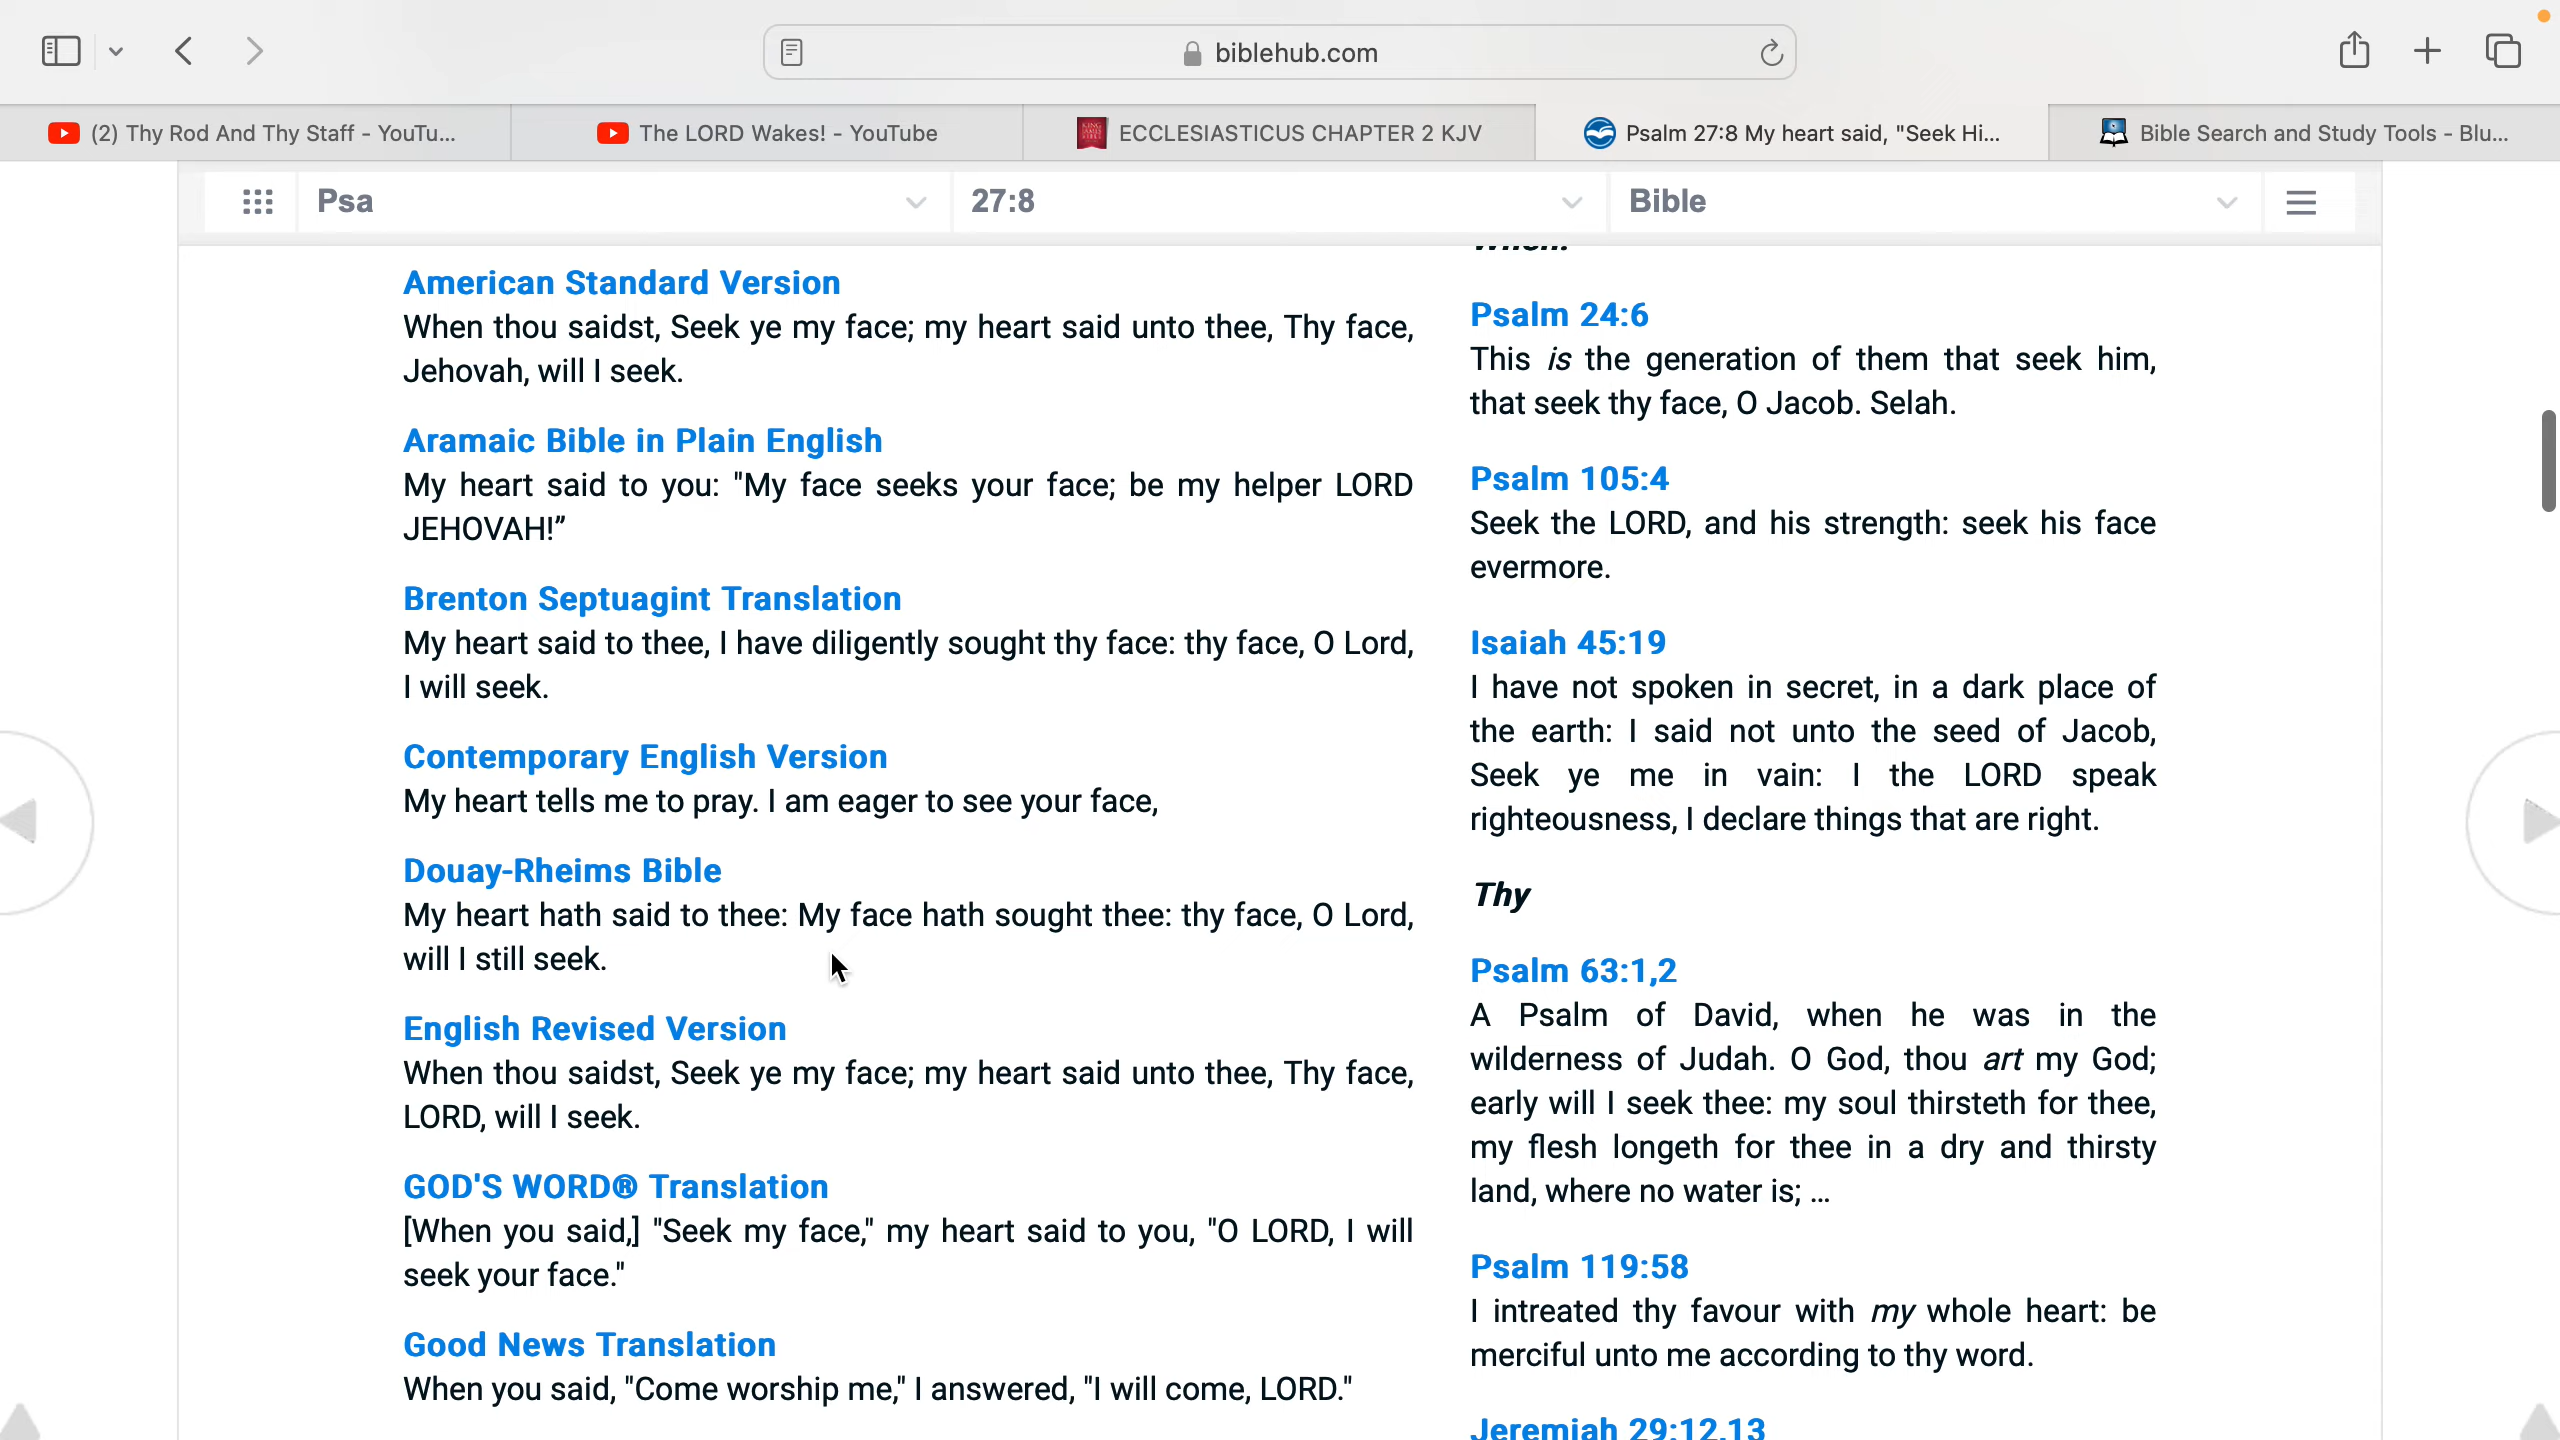 biblehub.com
(2) Thy Rod And Thy Staff - YouTu...
The LORD Wakes! - YouTube
ECCLESIASTICUS CHAPTER 2 KJV
Psalm 27:8 My heart said, "Seek Hi...
Bible Search and Study Tools - Blu...
Psa
27:8
Bible
American Standard Version
When thou saidst, Seek ye my face; my heart said unto thee, Thy face,
Jehovah, will I seek.
Aramaic Bible in Plain English
My heart said to you: "My face seeks your face; be my helper LORD
JEHOVAH!”
Brenton Septuagint Translation
My heart said to thee, I have diligently sought thy face: thy face, O Lord,
I will seek.
Contemporary English Version
My heart tells me to pray. I am eager to see your face,
Douay-Rheims Bible
My heart hath said to thee: My face hath sought thee: thy face, O Lord,
will I still seek.
English Revised Version
When thou saidst, Seek ye my face; my heart said unto thee, Thy face,
LORD, will I seek.
GOD'S WORD® Translation
[When you said,] "Seek my face," my heart said to you, "O LORD, I will
seek your face."
Good News Translation
When you said, "Come worship me," I answered, "I will come, LORD."
Psalm 24:6
This is the generation of them that seek him,
that seek thy face, O Jacob. Selah.
Psalm 105:4
Seek the LORD, and his strength: seek his face
evermore.
Isaiah 45:19
I have not spoken in secret, in a dark place of
the earth: I said not unto the seed of Jacob,
Seek ye me in vain: I the LORD speak
righteousness, I declare things that are right.
Thy
Psalm 63:1,2
A Psalm of David, when he was in the
wilderness of Judah. O God, thou art my God;
early will I seek thee: my soul thirsteth for thee,
my flesh longeth for thee in a dry and thirsty
land, where no water is; ...
Psalm 119:58
I intreated thy favour with my whole heart: be
merciful unto me according to thy word.
Jeremiah 29:12,13